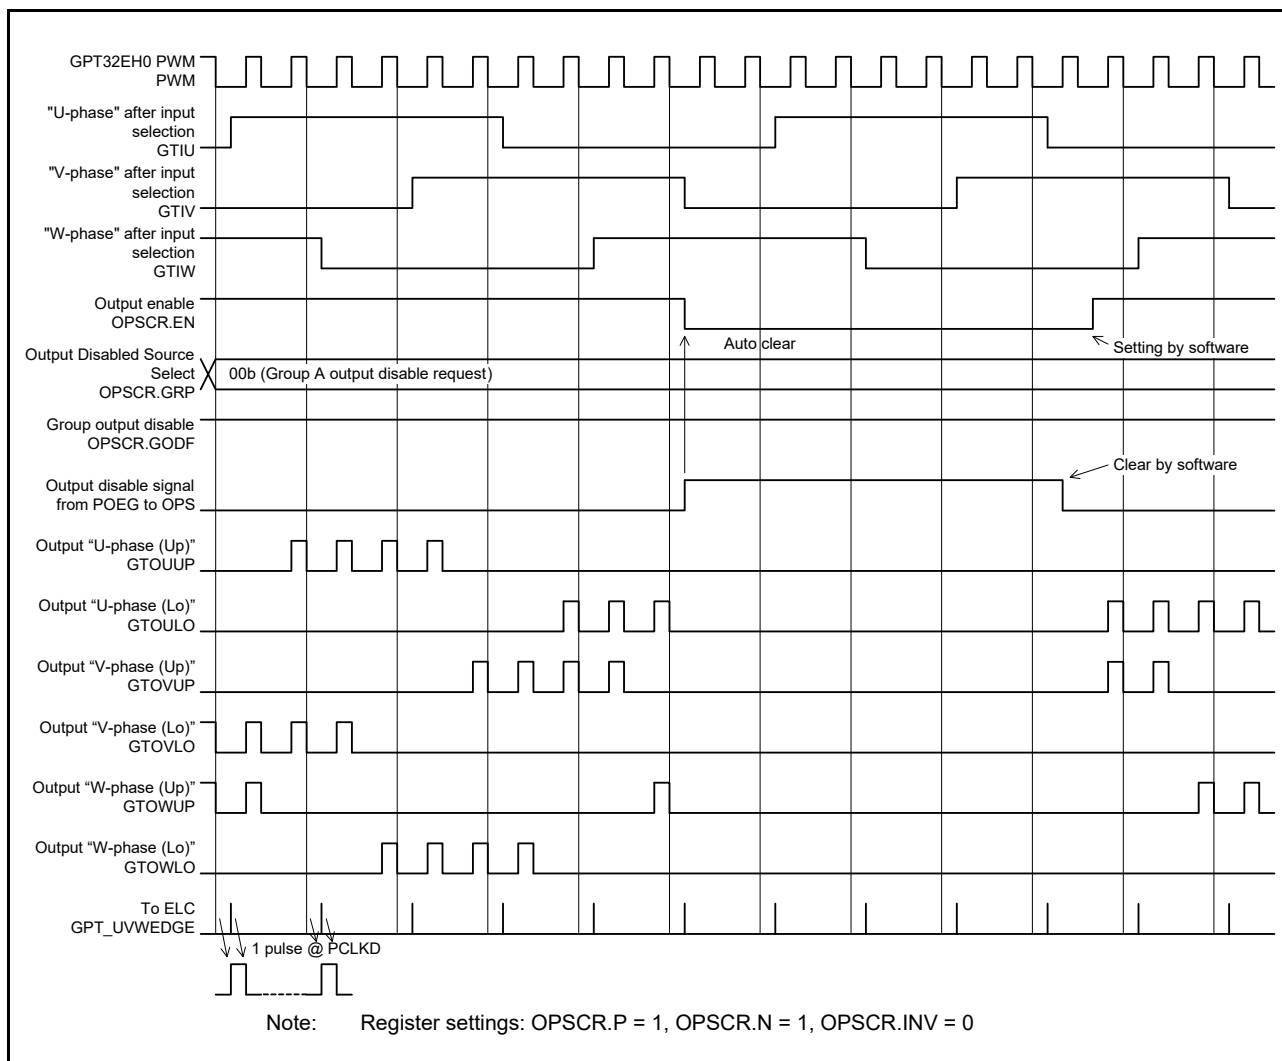 GPT32EH0 PWM
PWM
"U-phase" after input
selection
GTIU
"V-phase" after input
selection
GTIV
"W-phase" after input
selection
GTIW
Output enable
OPSCR.EN
Auto clear
Setting by software
Output Disabled Source
Select
OPSCR.GRP
00b (Group A output disable request)
Group output disable
OPSCR.GODF
Clear by software
Output disable signal
from POEG to OPS
Output “U-phase (Up)”
GTOUUP
Output “U-phase (Lo)”
GTOULO
Output “V-phase (Up)”
GTOVUP
Output “V-phase (Lo)”
GTOVLO
Output “W-phase (Up)”
GTOWUP
Output “W-phase (Lo)”
GTOWLO
To ELC
GPT_UVWEDGE
1 pulse @ PCLKD
Note: Register settings: OPSCR.P = 1, OPSCR.N = 1, OPSCR.INV = 0